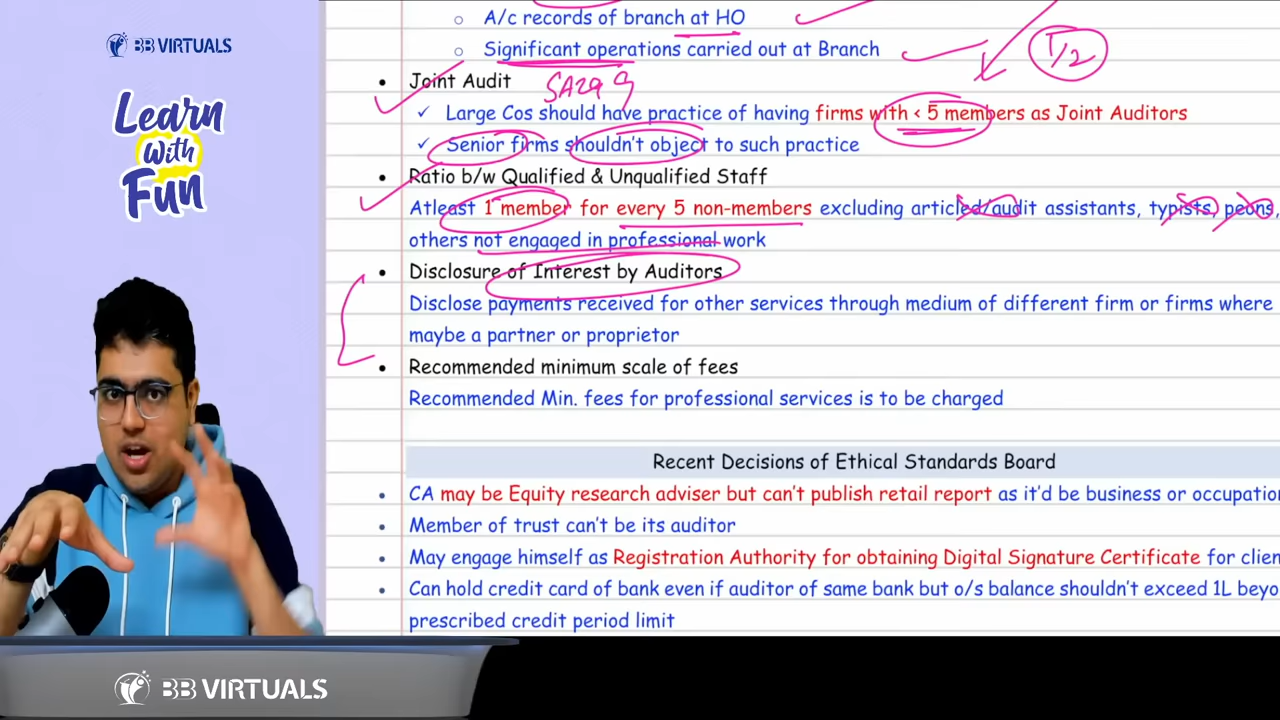 BB VIRTUALS
Learn
With
Fun
A/c records of branch at HO
Significant operations carried out at Branch
1/2
Joint Audit
SA299
Large Cos should have practice of having firms with < 5 members as Joint Auditors
Senior firms shouldn't object to such practice
Ratio b/w Qualified & Unqualified Staff
Atleast 1 member for every 5 non-members excluding articled/audit assistants, typists, peons,
others not engaged in professional work
Disclosure of Interest by Auditors
Disclose payments received for other services through medium of different firm or firms where
maybe a partner or proprietor
Recommended minimum scale of fees
Recommended Min. fees for professional services is to be charged
Recent Decisions of Ethical Standards Board
CA may be Equity research adviser but can't publish retail report as it'd be business or occupation
Member of trust can't be its auditor
May engage himself as Registration Authority for obtaining Digital Signature Certificate for clien
Can hold credit card of bank even if auditor of same bank but o/s balance shouldn't exceed 1L beyo
prescribed credit period limit
BB VIRTUALS